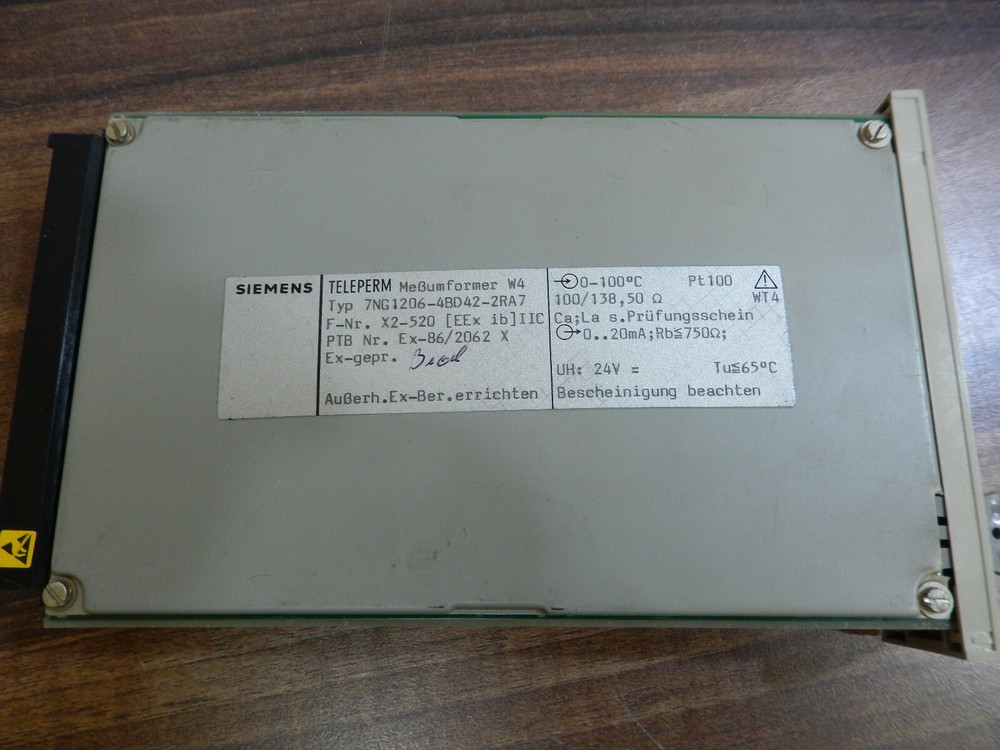 SIEMENS
TELEPERM Meßumformer W4
Typ 7NG1206-4BD42-2RA7
F-Nr. X2-520 [EEx ib]IIC
PTB Nr. Ex-86/2062 X
Ex-gepr.
Außerh.Ex-Ber.errichten
0-100ºC Pt100
100/138,50 Ω WT4
Ca;La s.Prüfungsschein
0..20mA;Rb≦750Ω;
UH: 24V = Tu≦65ºC
Bescheinigung beachten